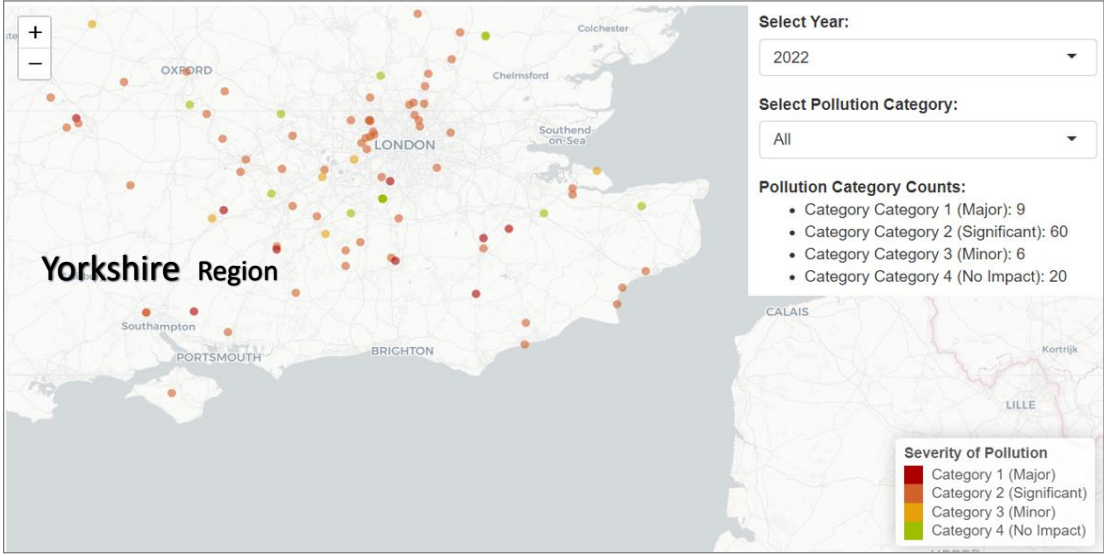 +
−
Colchester
OXFORD
Chelmsford
Southend-
on-Sea
LONDON
Yorkshire Region
Southampton
PORTSMOUTH
BRIGHTON
CALAIS
Kortrijk
LILLE
Select Year:
2022
Select Pollution Category:
All
Pollution Category Counts:
• Category Category 1 (Major): 9
• Category Category 2 (Significant): 60
• Category Category 3 (Minor): 6
• Category Category 4 (No Impact): 20
Severity of Pollution
Category 1 (Major)
Category 2 (Significant)
Category 3 (Minor)
Category 4 (No Impact)